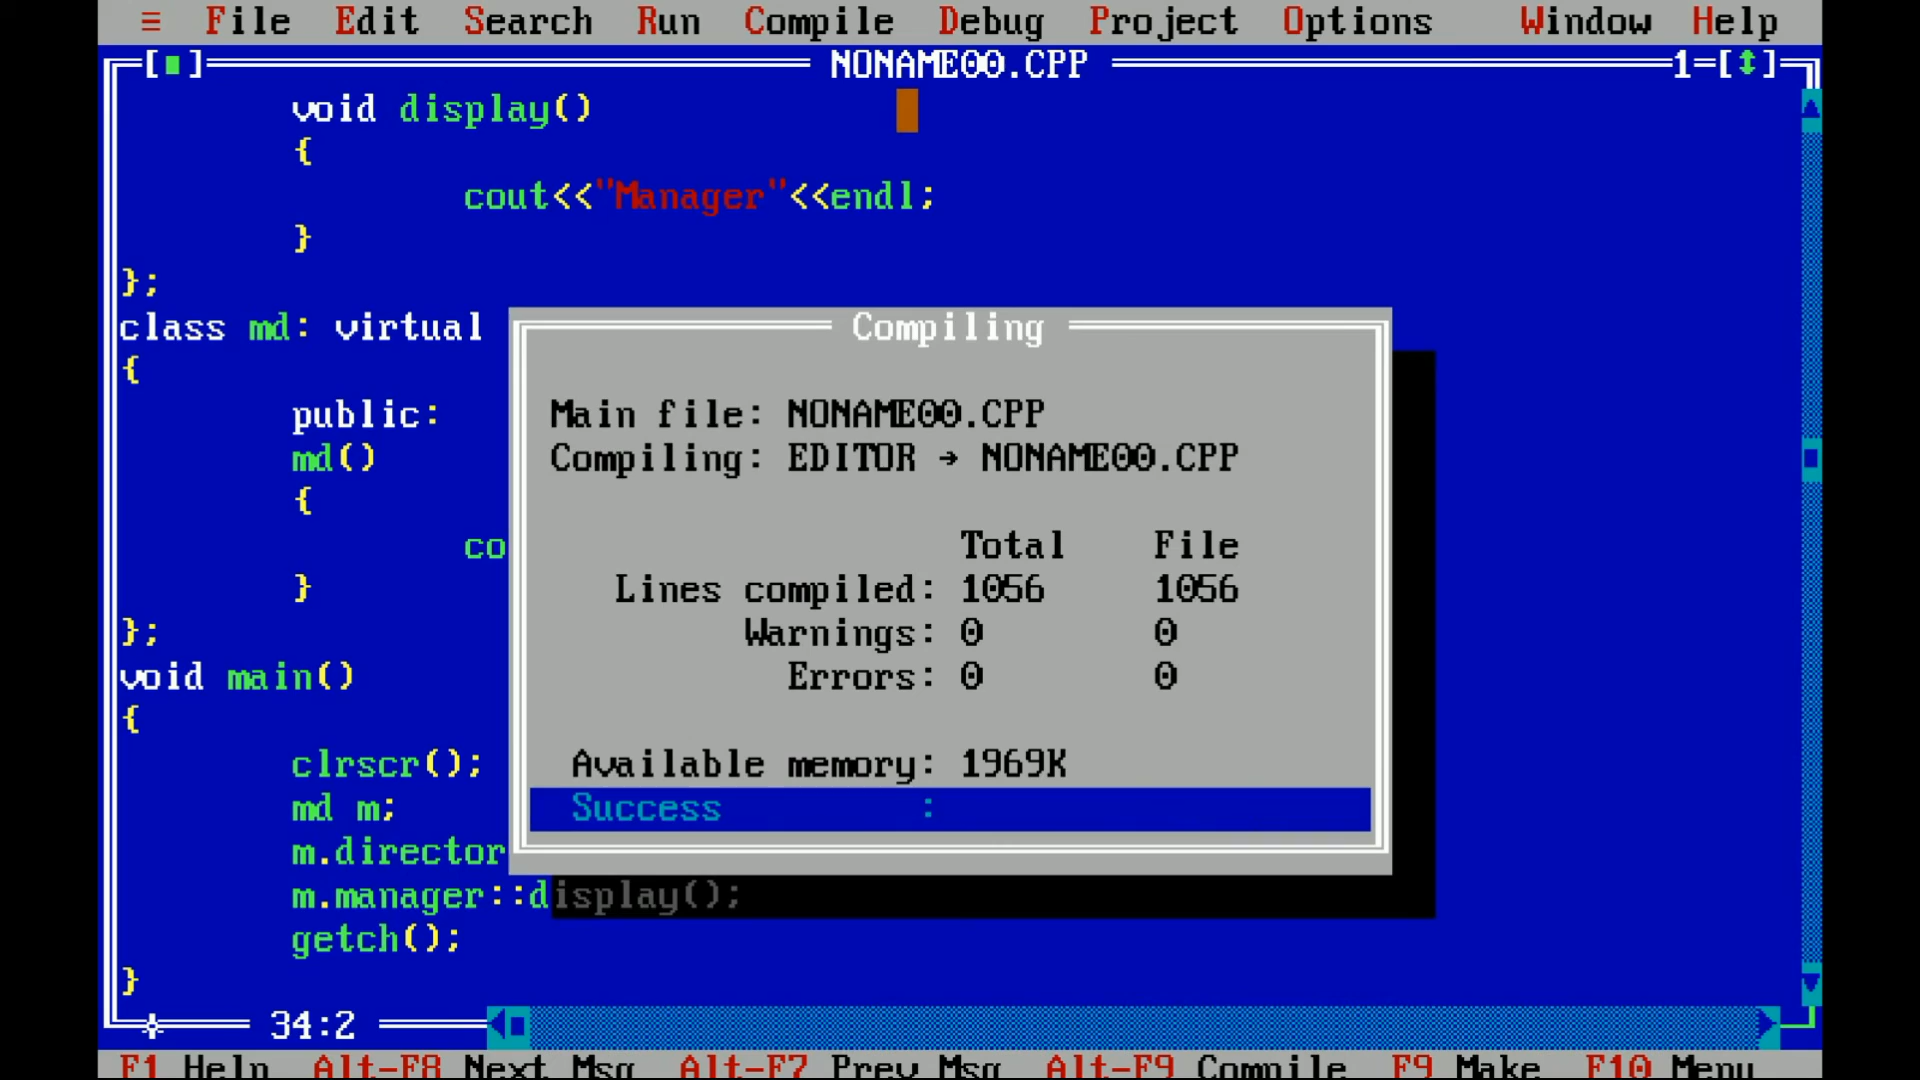 ≡ File Edit Search Run Compile Debug Project Options Window Help
[■] NONAME00.CPP 1=[↕]
void display()
{
cout<<"Manager"<<endl;
}
};
class md: virtual
{
public:
md()
{
co
}
};
void main()
{
clrscr();
md m;
m.director
m.manager::display();
getch();
}
Compiling
Main file: NONAME00.CPP
Compiling: EDITOR → NONAME00.CPP
Total File
Lines compiled: 1056 1056
Warnings: 0 0
Errors: 0 0
Available memory: 1969K
Success :
34:2
F1 Help Alt-F8 Next Msg Alt-F7 Prev Msg Alt-F9 Compile F9 Make F10 Menu